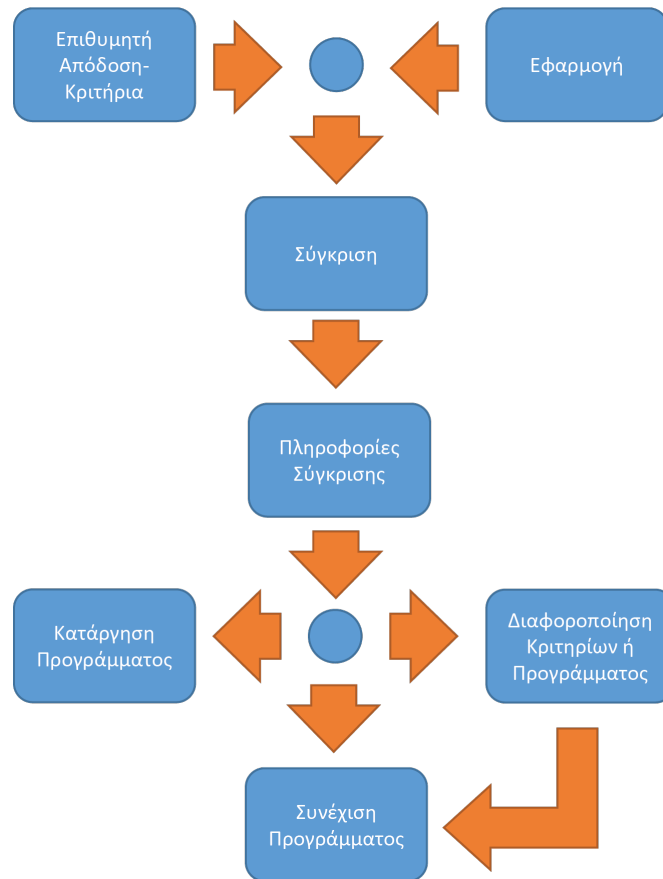 Επιθυμητή
Απόδοση-
Κριτήρια
Εφαρμογή
Σύγκριση
Πληροφορίες
Σύγκρισης
Κατάργηση
Προγράμματος
Διαφοροποίηση
Κριτηρίων ή
Προγράμματος
Συνέχιση
Προγράμματος